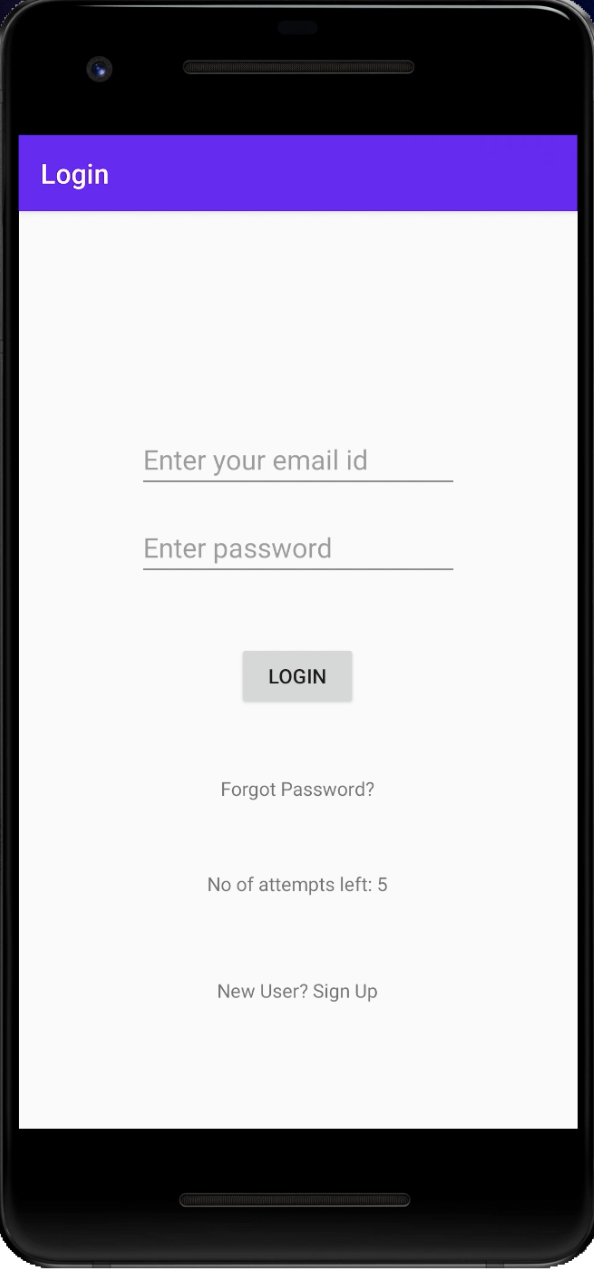 Login
Enter your email id
Enter password
LOGIN
Forgot Password?
No of attempts left: 5
New User? Sign Up